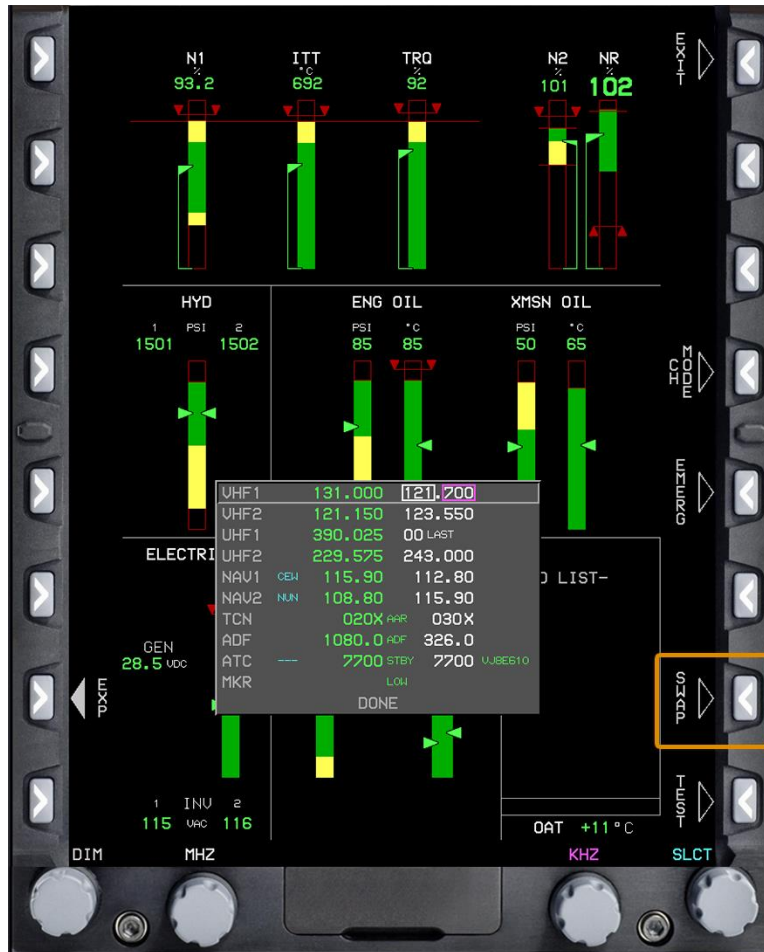 N1 ITT TRQ N2 NR
% °C % % %
93.2 692 92 101 102
EXIT
HYD ENG OIL XMSN OIL
1 PSI 2 PSI °C PSI °C
1501 1502 85 85 50 65
CH MODE
EMERG
VHF1 131.000 121.700
VHF2 121.150 123.550
UHF1 390.025 00 LAST
UHF2 229.575 243.000
NAV1 CEW 115.90 112.80
NAV2 NUN 108.80 115.90
TCN 020X AAR 030X
ADF 1080.0 ADF 326.0
ATC --- 7700 STBY 7700 VJBE610
MKR LOW
DONE
ELECTRI
LIST-
GEN
28.5 VDC
EXP
SWAP
TEST
1 INV 2
115 VAC 116
OAT +11°C
DIM MHZ KHZ SLCT